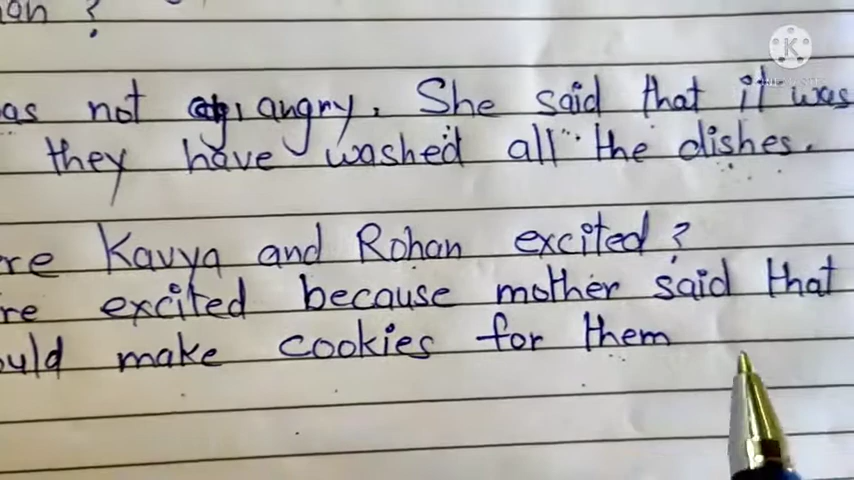 ? 
as not angry. She said that it was
they have washed all the dishes.
re Kavya and Rohan excited?
re excited because mother said that
ould make cookies for them
K